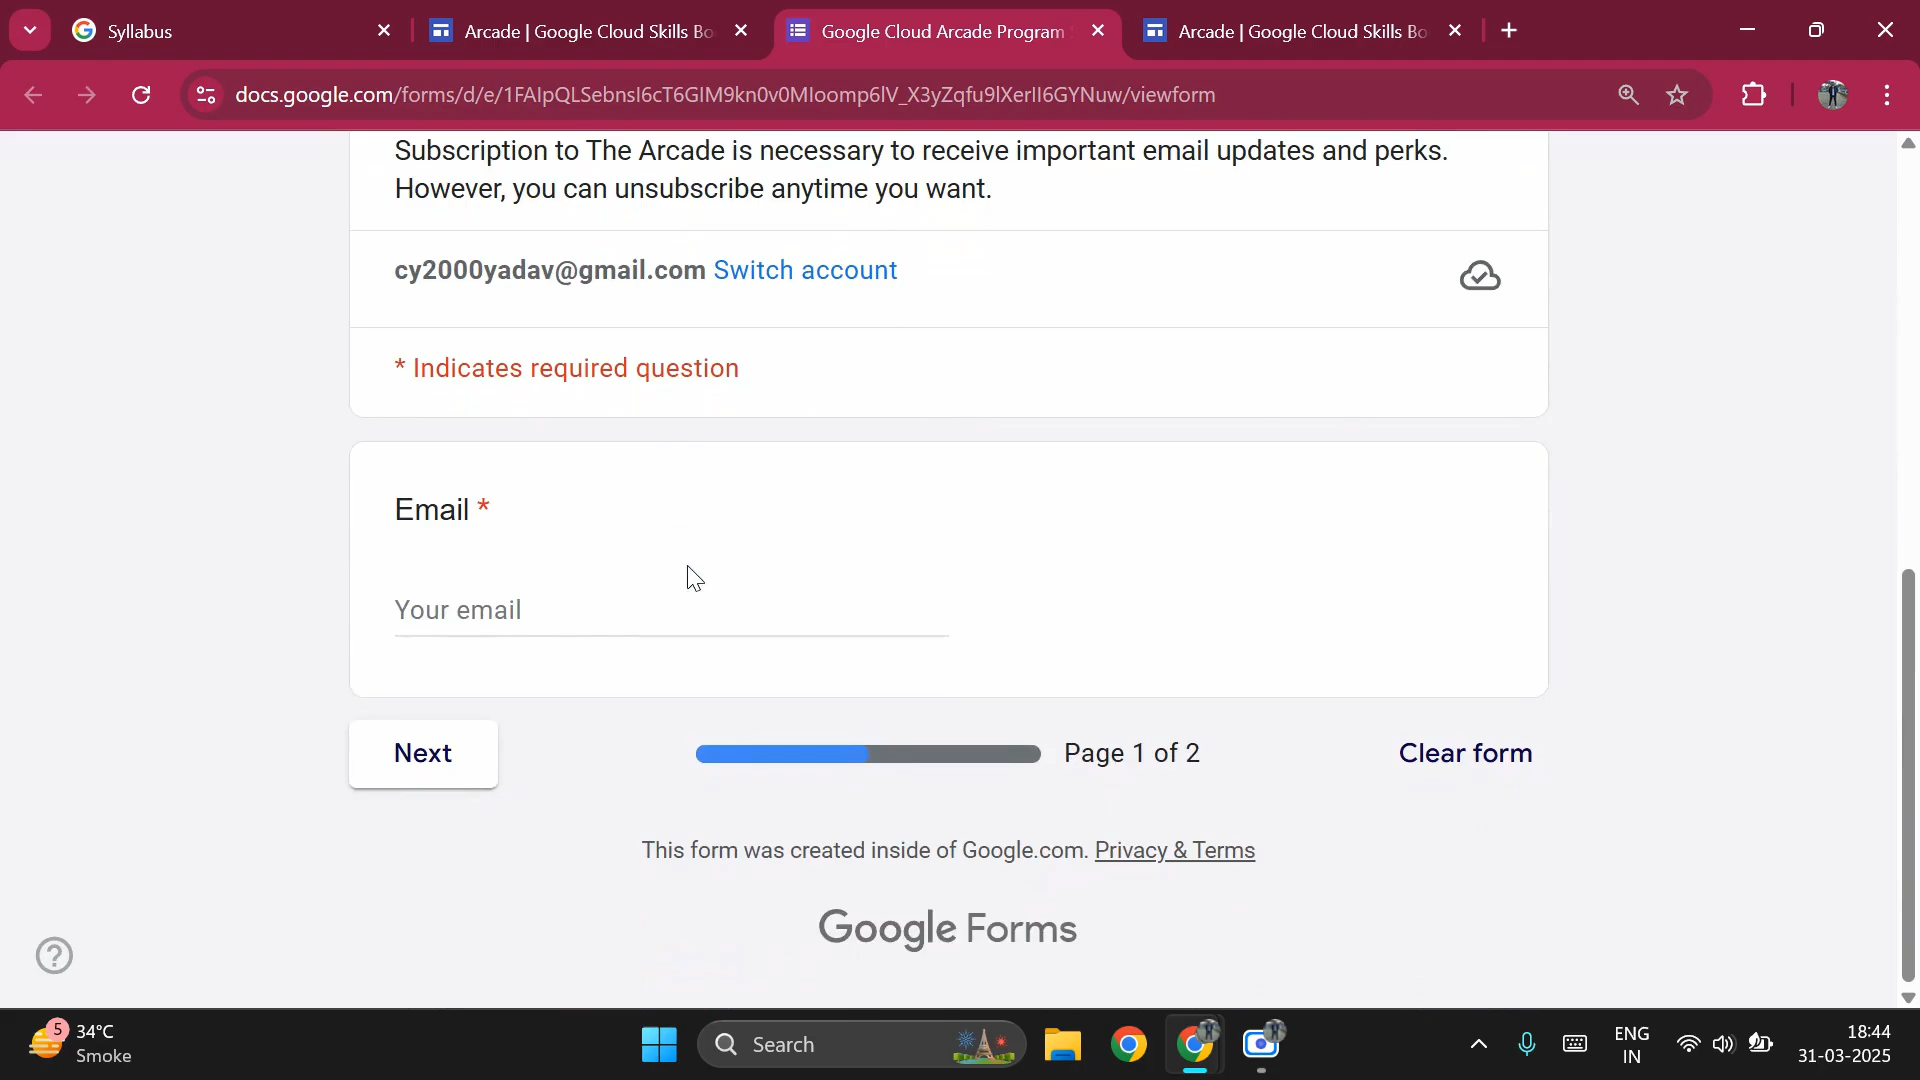 Syllabus
Arcade | Google Cloud Skills Bo
Google Cloud Arcade Program
Arcade | Google Cloud Skills Bo
docs.google.com/forms/d/e/1FAIpQLSebnsI6cT6GIM9kn0v0MIoomp6lV_X3yZqfu9lXerII6GYNuw/viewform
Subscription to The Arcade is necessary to receive important email updates and perks.
However, you can unsubscribe anytime you want.
cy2000yadav@gmail.com Switch account
* Indicates required question
Email *
Your email
Next
Page 1 of 2
Clear form
This form was created inside of Google.com. Privacy & Terms
Google Forms
5
34°C
Smoke
Search
ENG
IN
18:44
31-03-2025